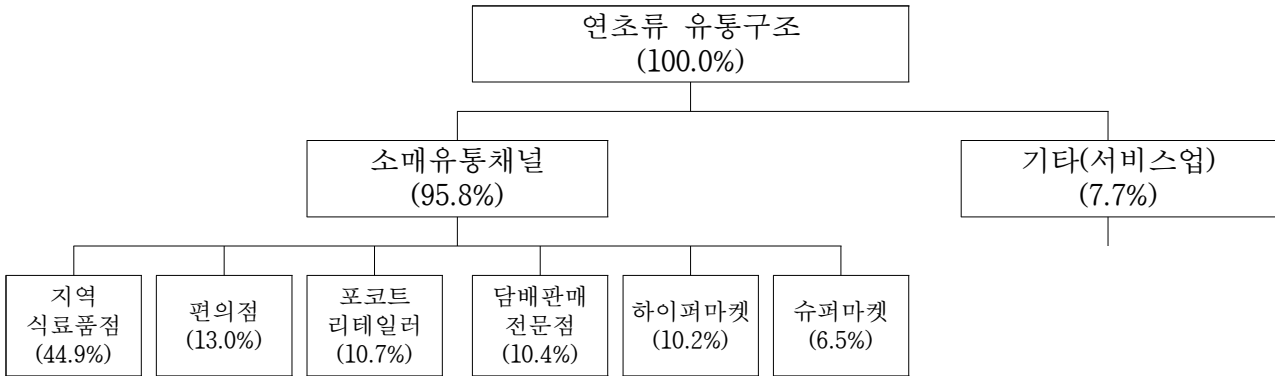 연초류 유통구조
(100.0%)
소매유통채널
(95.8%)
기타(서비스업)
(7.7%)
지역
식료품점
(44.9%)
편의점
(13.0%)
포코트
리테일러
(10.7%)
담배판매
전문점
(10.4%)
하이퍼마켓
(10.2%)
슈퍼마켓
(6.5%)